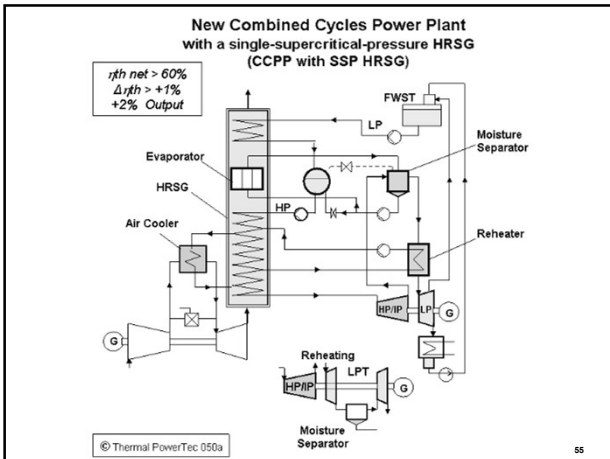 New Combined Cycles Power Plant
with a single-supercritical-pressure HRSG
(CCPP with SSP HRSG)
ηth net > 60%
Δηth > +1%
+2% Output
FWST
LP
Moisture
Separator
Evaporator
HRSG
HP
Air Cooler
Reheater
HP/IP
LP
G
G
Reheating
LPT
HP/IP
G
Moisture
Separator
© Thermal PowerTec 050a
55